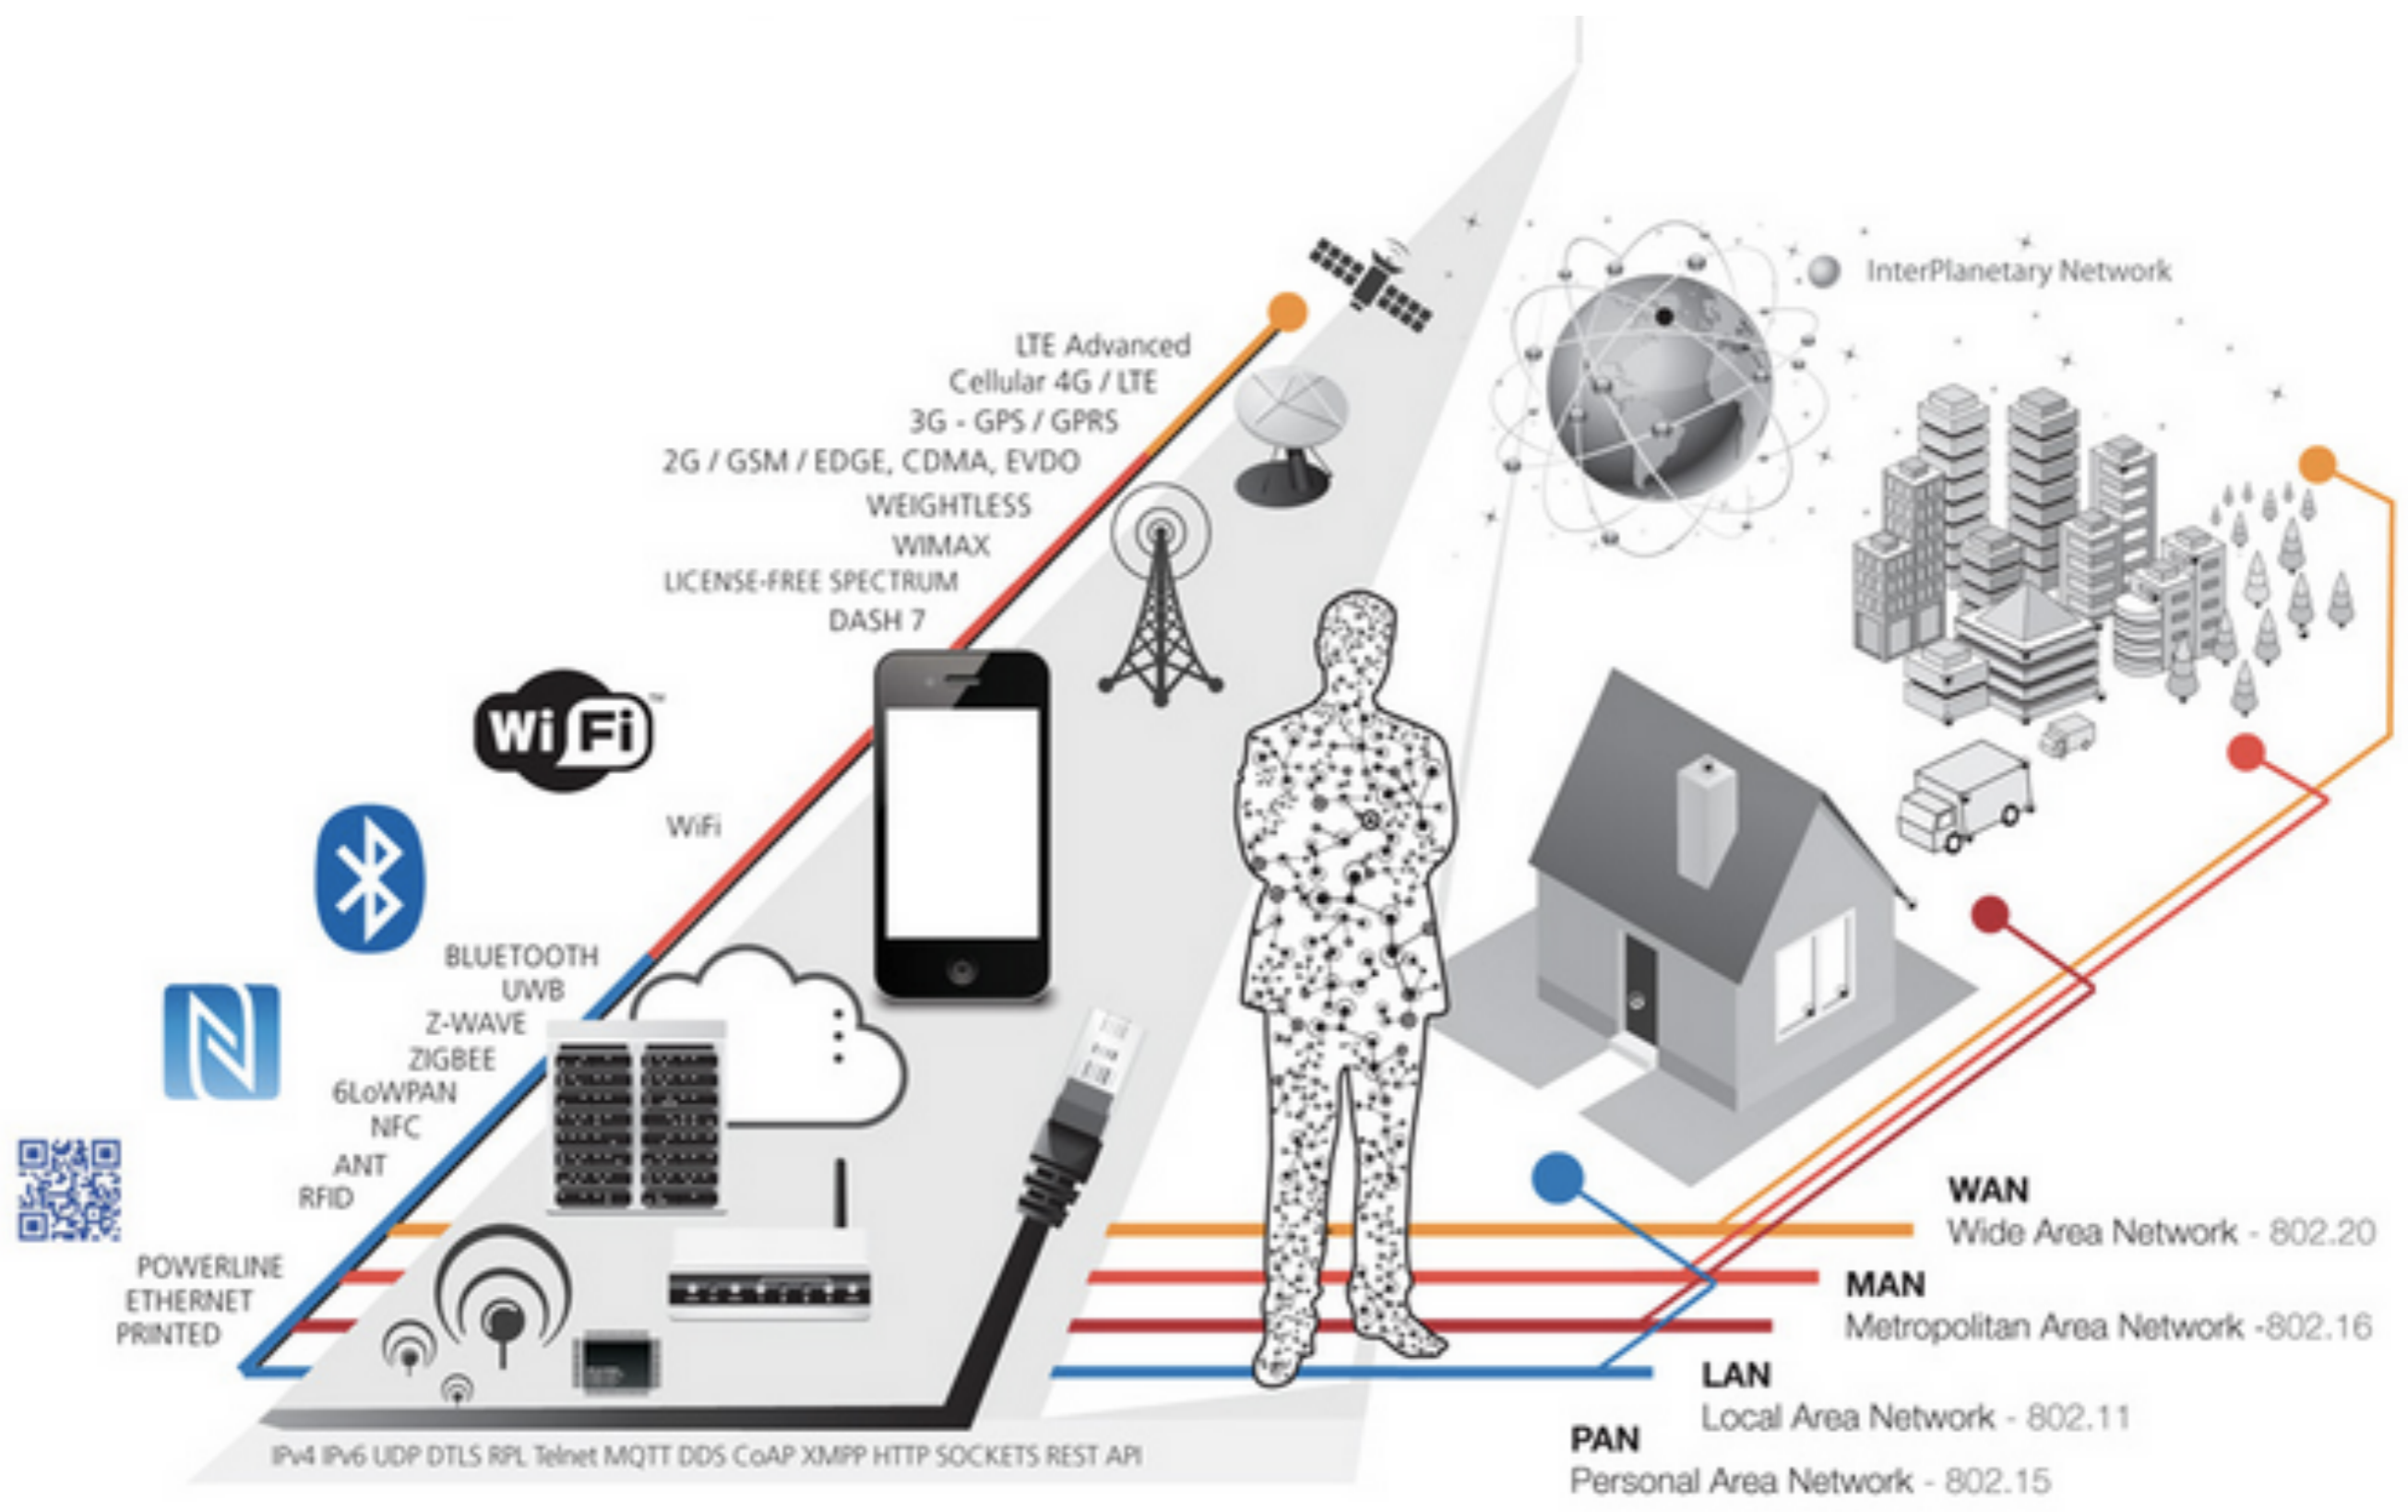 InterPlanetary Network
LTE Advanced
Cellular 4G / LTE
3G - GPS / GPRS
2G / GSM / EDGE, CDMA, EVDO
WEIGHTLESS
WIMAX
LICENSE-FREE SPECTRUM
DASH 7
Wi Fi ™
WiFi
BLUETOOTH
UWB
Z-WAVE
ZIGBEE
6LoWPAN
NFC
ANT
RFID
POWERLINE
ETHERNET
PRINTED
WAN
Wide Area Network - 802.20
MAN
Metropolitan Area Network -802.16
LAN
Local Area Network - 802.11
PAN
Personal Area Network - 802.15
IPv4 IPv6 UDP DTLS RPL Telnet MQTT DDS CoAP XMPP HTTP SOCKETS REST API